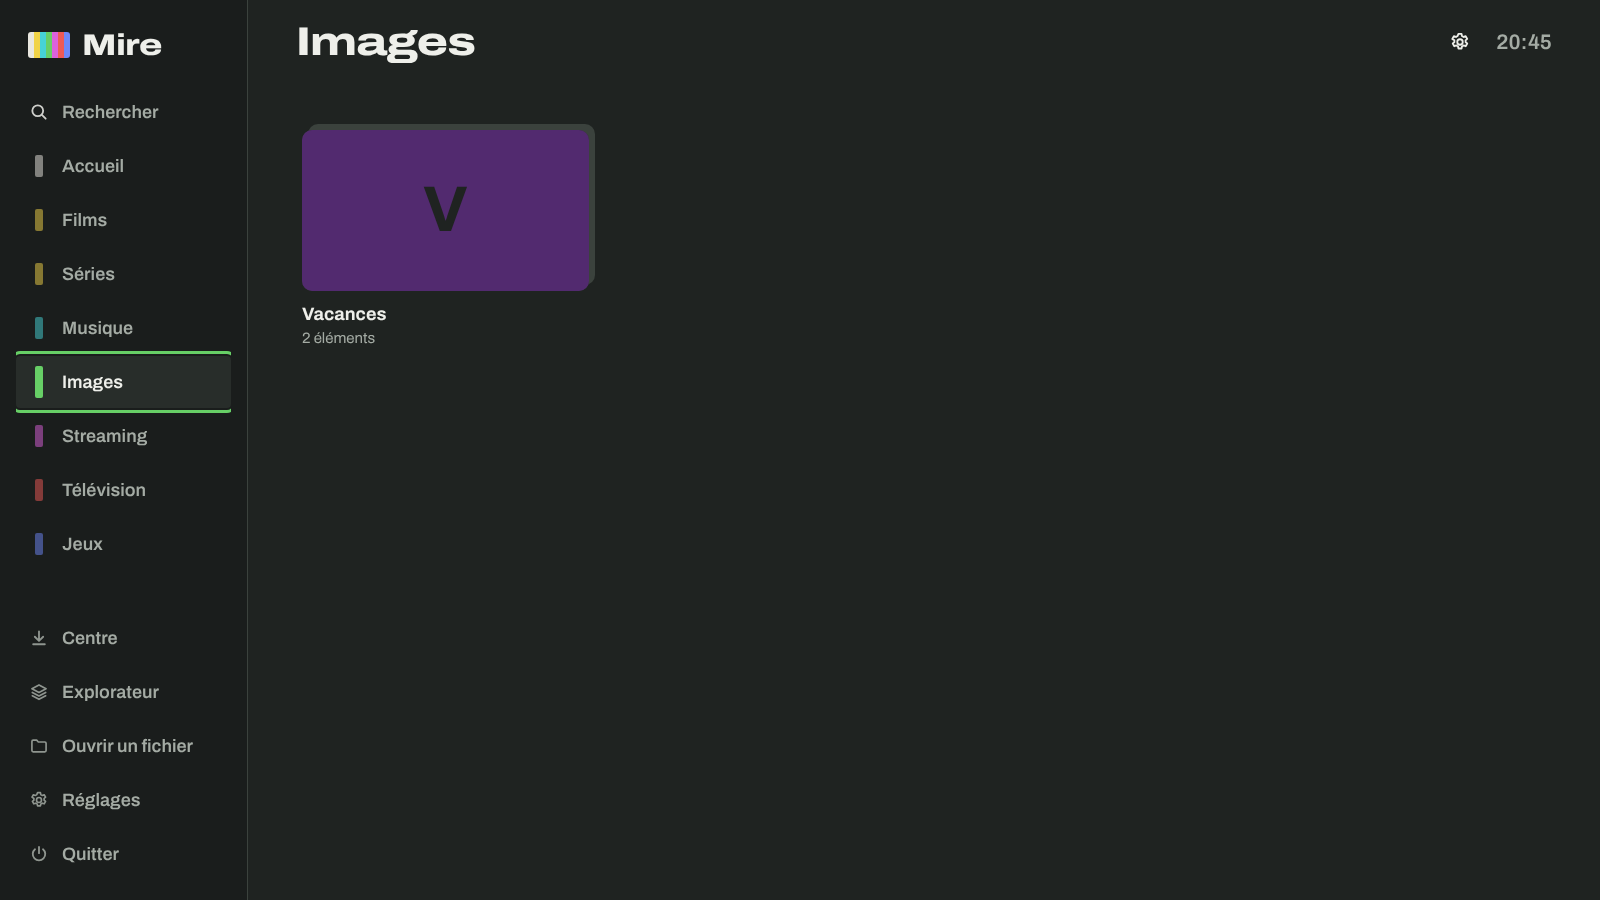 Mire
Rechercher
Accueil
Films
Séries
Musique
Images
Streaming
Télévision
Jeux
Centre
Explorateur
Ouvrir un fichier
Réglages
Quitter
Images
20:45
V
Vacances
2 éléments